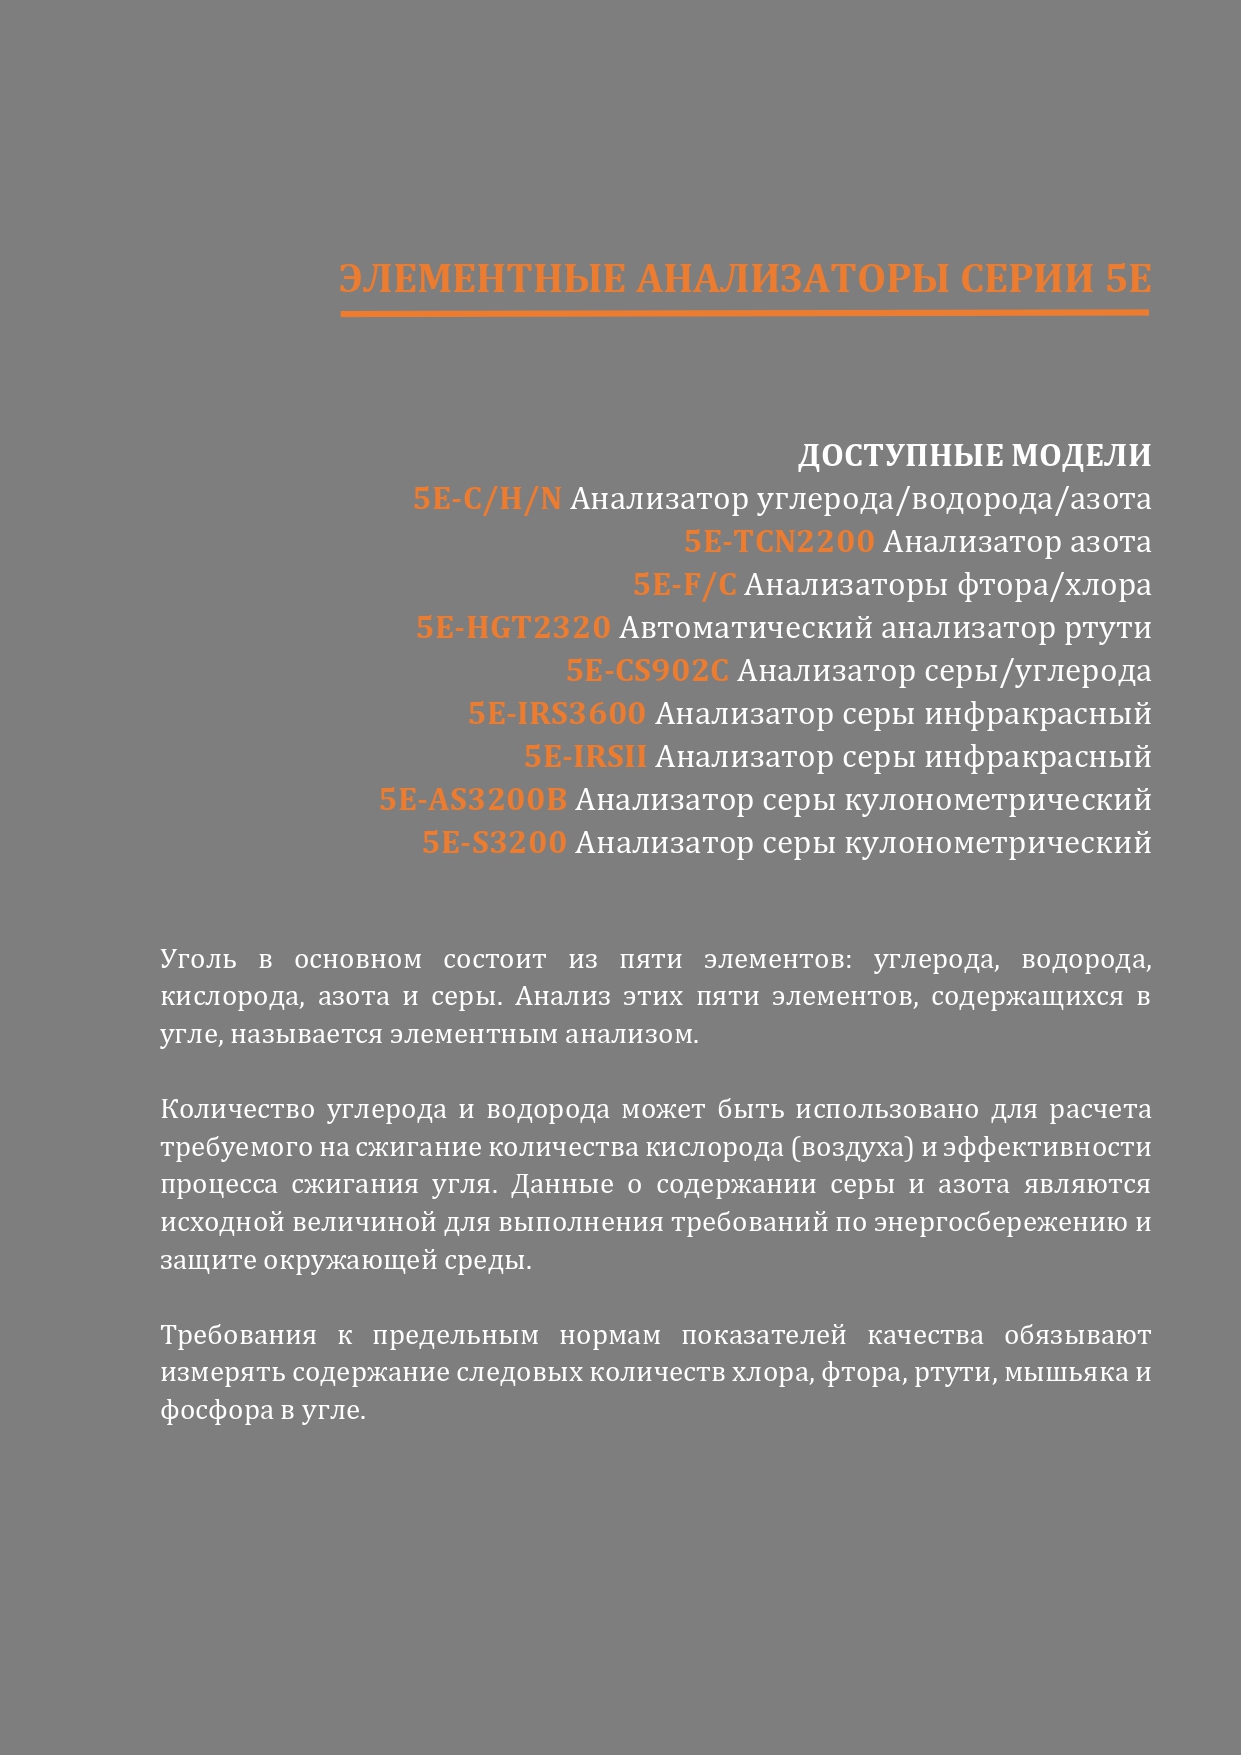 ЭЛЕМЕНТНЫЕ АНАЛИЗАТОРЫ СЕРИИ 5E
ДОСТУПНЫЕ МОДЕЛИ
5E-C/H/N Анализатор углерода/водорода/азота
5E-TCN2200 Анализатор азота
5E-F/C Анализаторы фтора/хлора
5E-HGT2320 Автоматический анализатор ртути
5E-CS902C Анализатор серы/углерода
5E-IRS3600 Анализатор серы инфракрасный
5E-IRSII Анализатор серы инфракрасный
5E-AS3200B Анализатор серы кулонометрический
5E-S3200 Анализатор серы кулонометрический
Уголь в основном состоит из пяти элементов: углерода, водорода,
кислорода, азота и серы. Анализ этих пяти элементов, содержащихся в
угле, называется элементным анализом.
Количество углерода и водорода может быть использовано для расчета
требуемого на сжигание количества кислорода (воздуха) и эффективности
процесса сжигания угля. Данные о содержании серы и азота являются
исходной величиной для выполнения требований по энергосбережению и
защите окружающей среды.
Требования к предельным нормам показателей качества обязывают
измерять содержание следовых количеств хлора, фтора, ртути, мышьяка и
фосфора в угле.